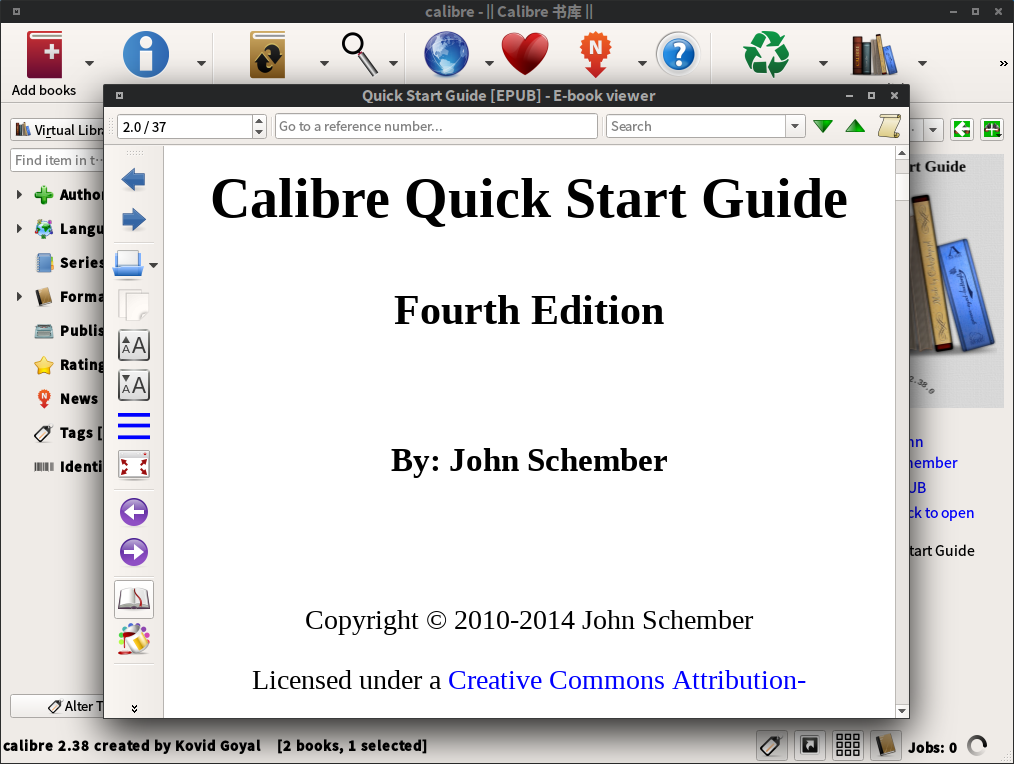 calibre - || Calibre 书库 ||
Add books
Quick Start Guide [EPUB] - E-book viewer
2.0 / 37
Go to a reference number...
Search
Virtual Libra
Find item in t
Calibre Quick Start Guide
Fourth Edition
By: John Schember
Copyright © 2010-2014 John Schember
Licensed under a Creative Commons Attribution-
Autho
Langu
Series
Forma
Publis
Rating
News
Tags [
Identi
Alter T
rt Guide
2.38.0
hn
hember
UB
ck to open
tart Guide
calibre 2.38 created by Kovid Goyal [2 books, 1 selected]
Jobs: 0